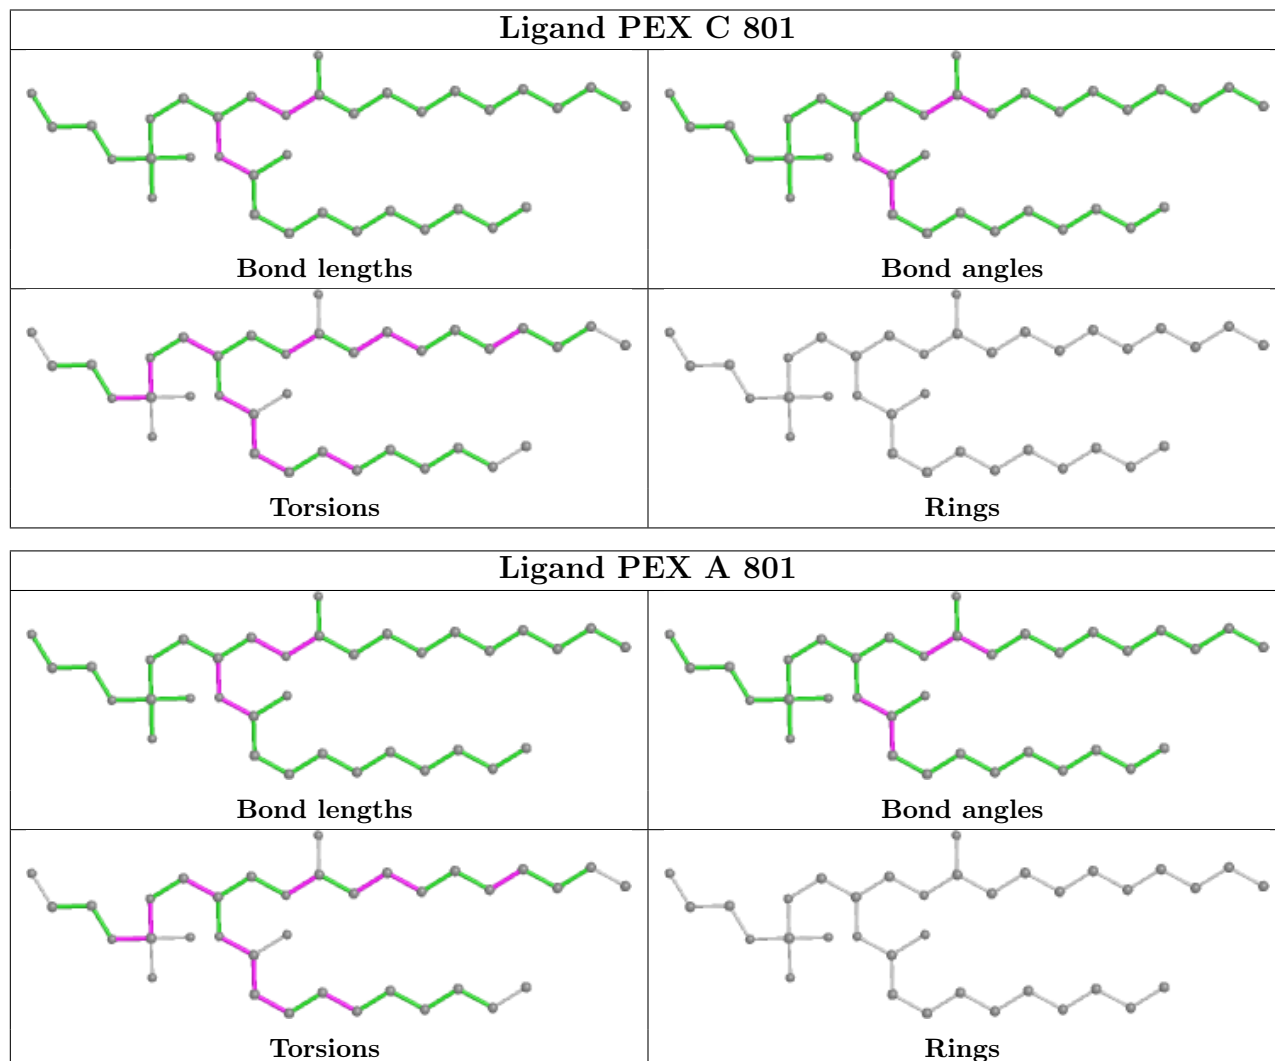 Ligand PEX C 801
Bond lengths
Bond angles
Torsions
Rings
Ligand PEX A 801
Bond lengths
Bond angles
Torsions
Rings